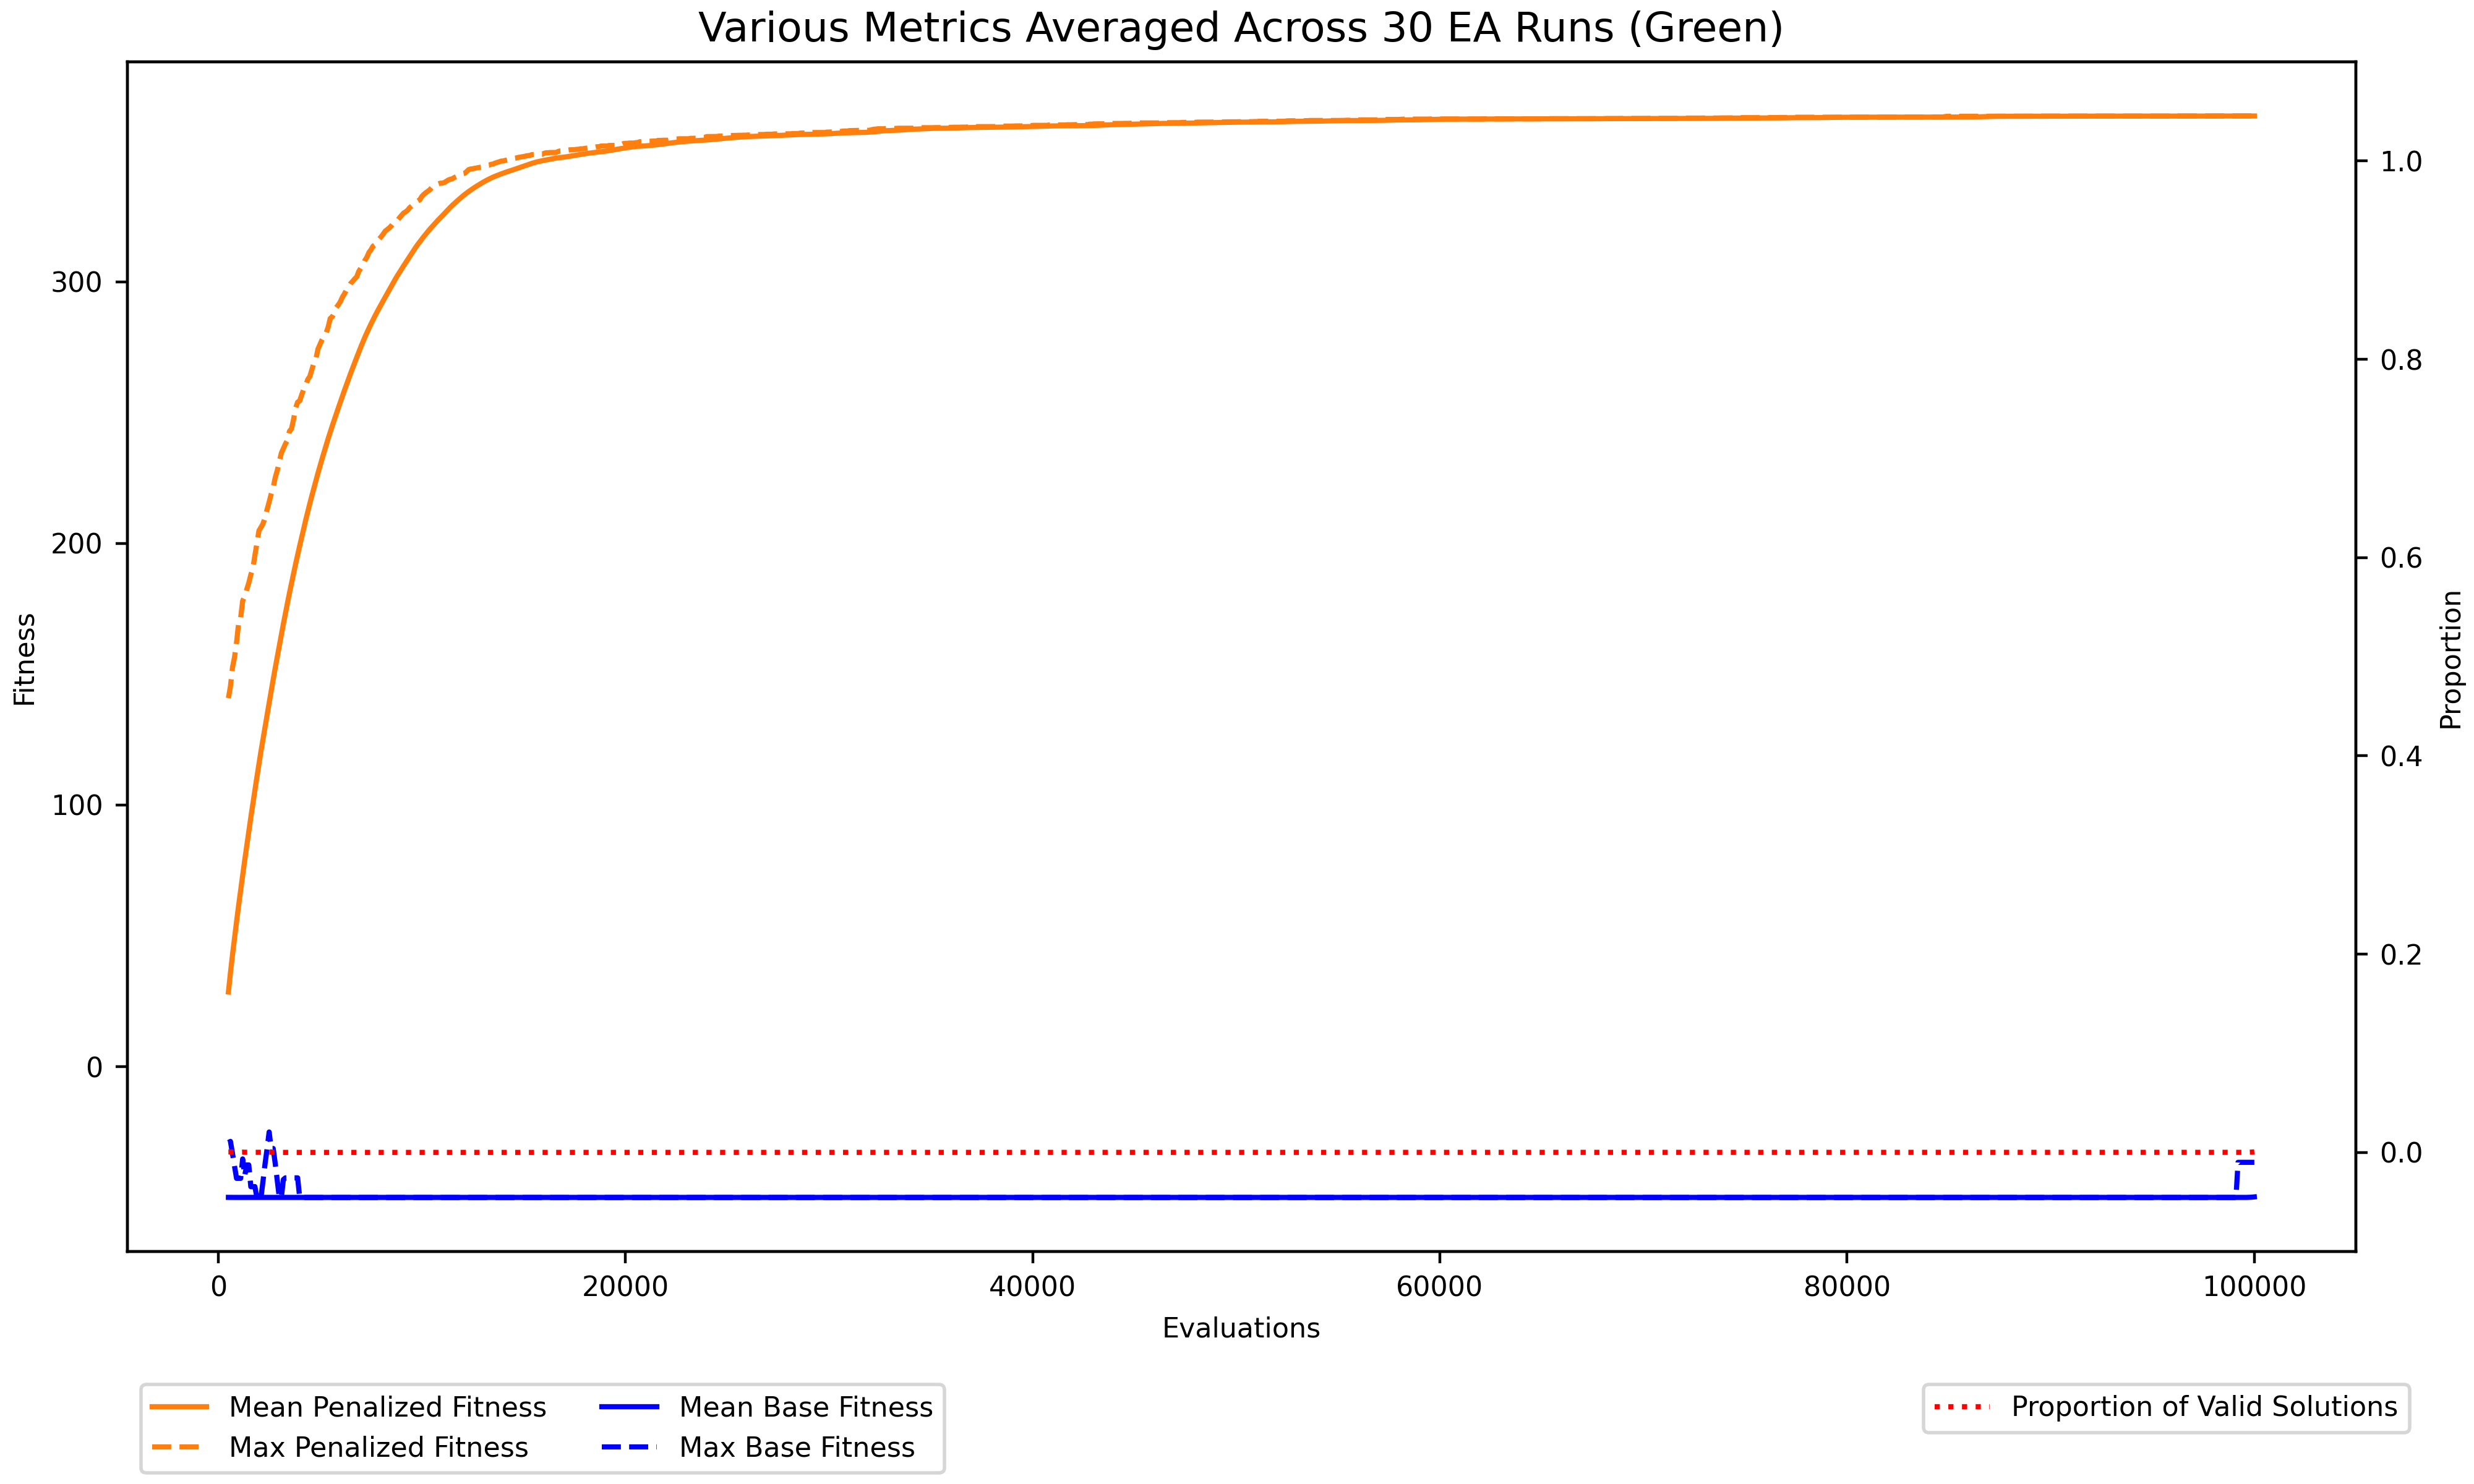 Various Metrics Averaged Across 30 EA Runs (Green)
Fitness
300
200
100
0
1.0
0.8
0.6
0.4
0.2
0.0
Proportion
0 20000 40000 60000 80000 100000
Evaluations
Mean Penalized Fitness Mean Base Fitness
Max Penalized Fitness Max Base Fitness
Proportion of Valid Solutions